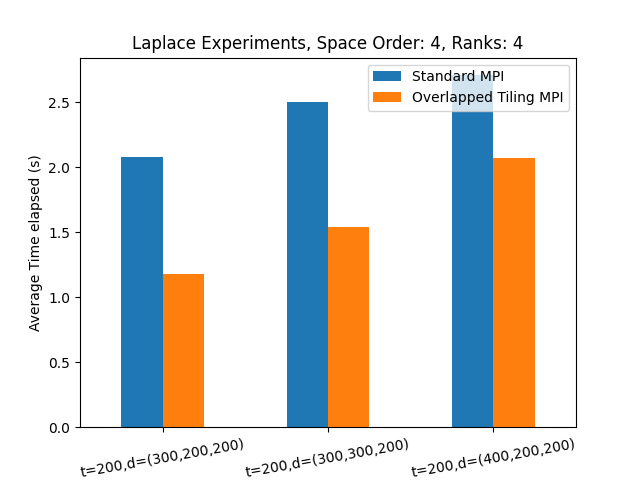 Laplace Experiments, Space Order: 4, Ranks: 4
Standard MPI
Overlapped Tiling MPI
Average Time elapsed (s)
2.5
2.0
1.5
1.0
0.5
0.0
t=200,d=(300,200,200)
t=200,d=(300,300,200)
t=200,d=(400,200,200)